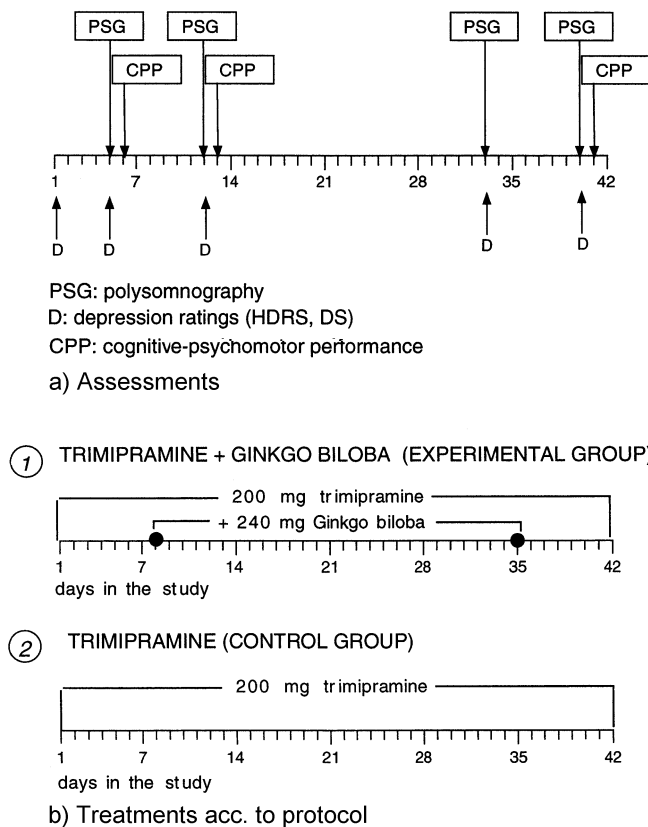 PSG PSG PSG PSG
CPP CPP CPP
1 7 14 21 28 35 42
D D D D D
PSG: polysomnography
D: depression ratings (HDRS, DS)
CPP: cognitive-psychomotor performance
a) Assessments
1 TRIMIPRAMINE + GINKGO BILOBA (EXPERIMENTAL GROUP)
200 mg trimipramine
+ 240 mg Ginkgo biloba
1 7 14 21 28 35 42
days in the study
2 TRIMIPRAMINE (CONTROL GROUP)
200 mg trimipramine
1 7 14 21 28 35 42
days in the study
b) Treatments acc. to protocol